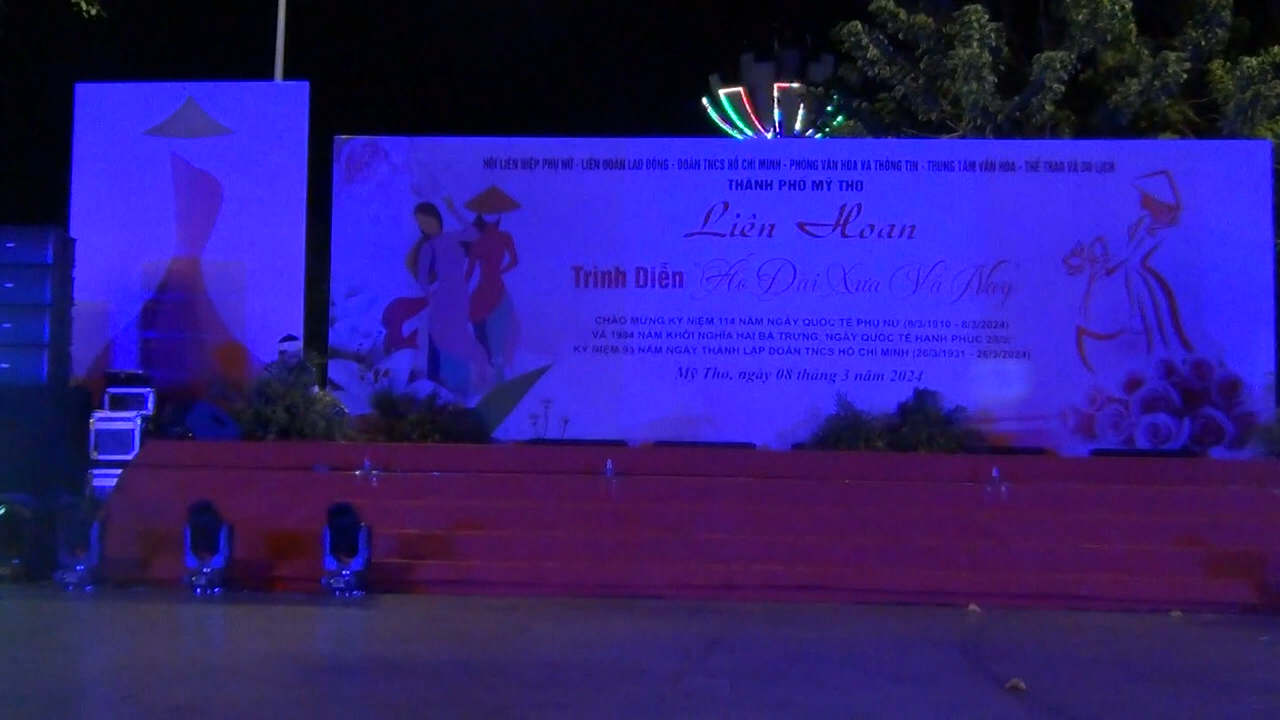 HỘI LIÊN HIỆP PHỤ NỮ - LIÊN ĐOÀN LAO ĐỘNG - ĐOÀN TNCS HỒ CHÍ MINH - PHÒNG VĂN HÓA VÀ THÔNG TIN - TRUNG TÂM VĂN HÓA - THỂ THAO VÀ DU LỊCH
THÀNH PHỐ MỸ THO
Liên Hoan
Trình Diễn "Áo Dài Xưa Và Nay"
CHÀO MỪNG KỶ NIỆM 114 NĂM NGÀY QUỐC TẾ PHỤ NỮ (8/3/1910 - 8/3/2024)
VÀ 1984 NĂM KHỞI NGHĨA HAI BÀ TRƯNG, NGÀY QUỐC TẾ HẠNH PHÚC 20/3;
KỶ NIỆM 93 NĂM NGÀY THÀNH LẬP ĐOÀN TNCS HỒ CHÍ MINH (26/3/1931 - 26/3/2024)
Mỹ Tho, ngày 08 tháng 3 năm 2024